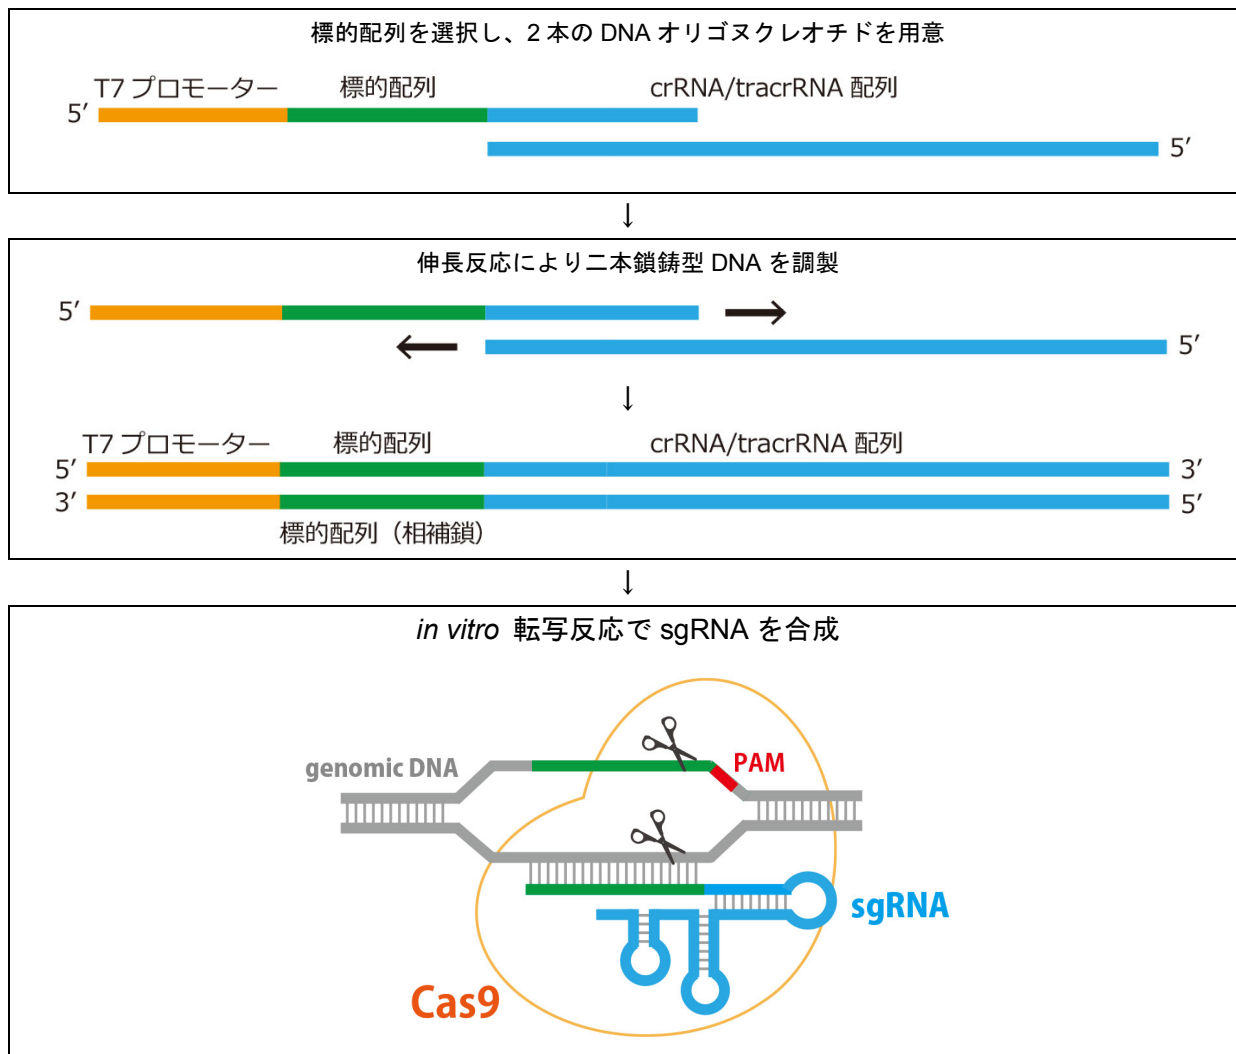 標的配列を選択し、2 本の DNA オリゴヌクレオチドを用意
T7 プロモーター 標的配列 crRNA/tracrRNA 配列
5′
5′
↓
伸長反応により二本鎖鋳型 DNA を調製
5′
5′
↓
T7 プロモーター 標的配列 crRNA/tracrRNA 配列
5′ 3′
3′ 5′
標的配列（相補鎖）
↓
in vitro 転写反応で sgRNA を合成
genomic DNA
PAM
sgRNA
Cas9